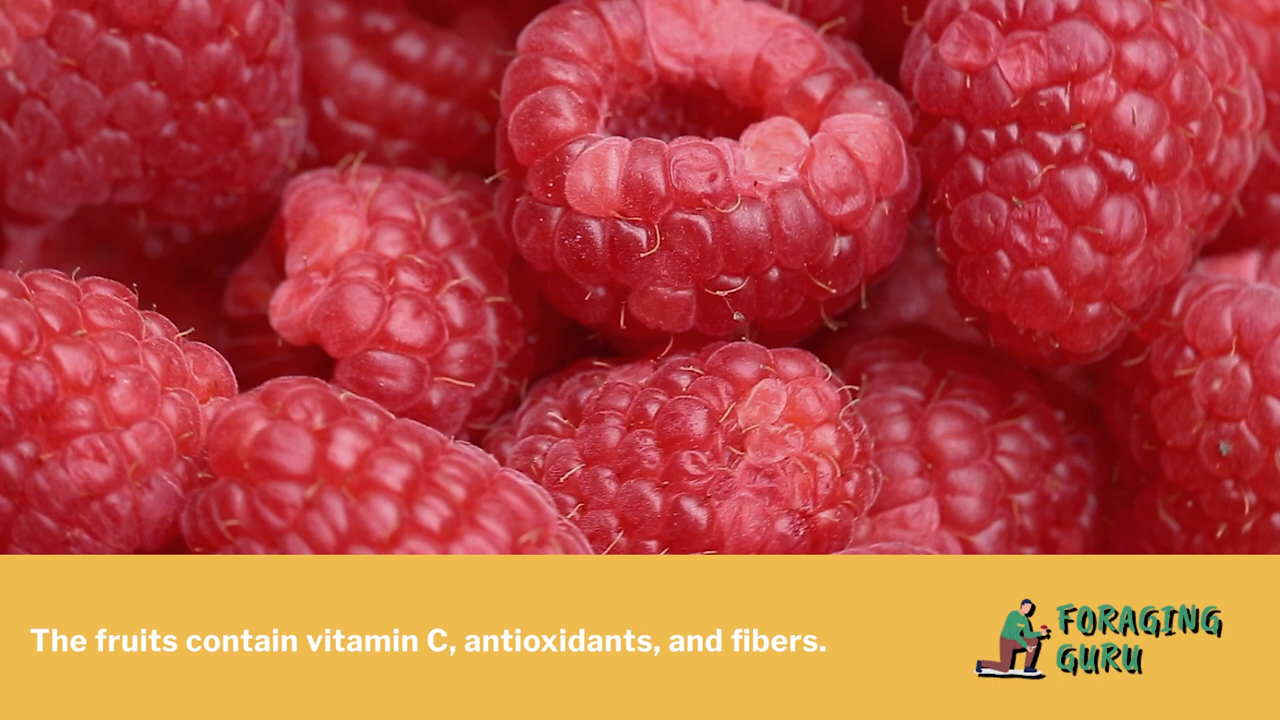 The fruits contain vitamin C, antioxidants, and fibers.
FORAGING
GURU